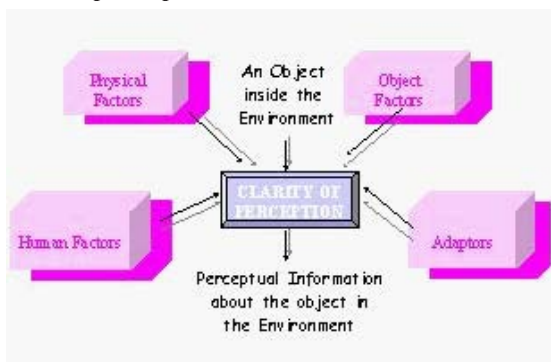 Physical
Factors
An Object
inside the
Environment
Object
Factors
CLARITY OF
PERCEPTION
Human Factors
Adaptors
Perceptual Information
about the object in
the Environment